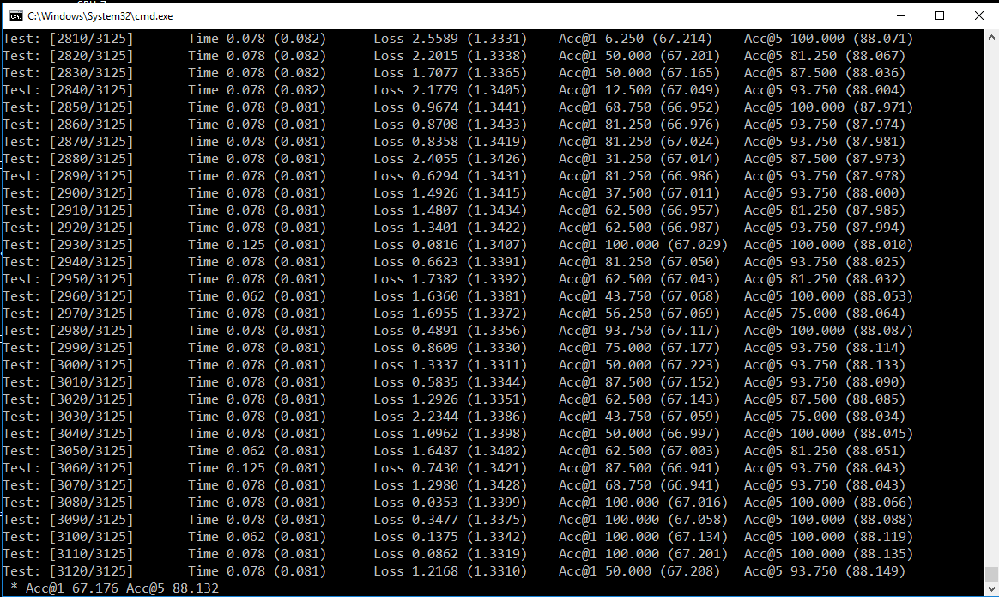 C:\Windows\System32\cmd.exe
Test: [2810/3125] Time 0.078 (0.082) Loss 2.5589 (1.3331) Acc@1 6.250 (67.214) Acc@5 100.000 (88.071)
Test: [2820/3125] Time 0.078 (0.082) Loss 2.2015 (1.3338) Acc@1 50.000 (67.201) Acc@5 81.250 (88.067)
Test: [2830/3125] Time 0.078 (0.082) Loss 1.7077 (1.3365) Acc@1 50.000 (67.165) Acc@5 87.500 (88.036)
Test: [2840/3125] Time 0.078 (0.082) Loss 2.1779 (1.3405) Acc@1 12.500 (67.049) Acc@5 93.750 (88.004)
Test: [2850/3125] Time 0.078 (0.081) Loss 0.9674 (1.3441) Acc@1 68.750 (66.952) Acc@5 100.000 (87.971)
Test: [2860/3125] Time 0.078 (0.081) Loss 0.8708 (1.3433) Acc@1 81.250 (66.976) Acc@5 93.750 (87.974)
Test: [2870/3125] Time 0.078 (0.081) Loss 0.8358 (1.3419) Acc@1 81.250 (67.024) Acc@5 93.750 (87.981)
Test: [2880/3125] Time 0.078 (0.081) Loss 2.4055 (1.3426) Acc@1 31.250 (67.014) Acc@5 87.500 (87.973)
Test: [2890/3125] Time 0.078 (0.081) Loss 0.6294 (1.3431) Acc@1 81.250 (66.986) Acc@5 93.750 (87.978)
Test: [2900/3125] Time 0.078 (0.081) Loss 1.4926 (1.3415) Acc@1 37.500 (67.011) Acc@5 93.750 (88.000)
Test: [2910/3125] Time 0.078 (0.081) Loss 1.4807 (1.3434) Acc@1 62.500 (66.957) Acc@5 81.250 (87.985)
Test: [2920/3125] Time 0.078 (0.081) Loss 1.3401 (1.3422) Acc@1 62.500 (66.987) Acc@5 93.750 (87.994)
Test: [2930/3125] Time 0.125 (0.081) Loss 0.0816 (1.3407) Acc@1 100.000 (67.029) Acc@5 100.000 (88.010)
Test: [2940/3125] Time 0.078 (0.081) Loss 0.6623 (1.3391) Acc@1 81.250 (67.050) Acc@5 93.750 (88.025)
Test: [2950/3125] Time 0.078 (0.081) Loss 1.7382 (1.3392) Acc@1 62.500 (67.043) Acc@5 81.250 (88.032)
Test: [2960/3125] Time 0.062 (0.081) Loss 1.6360 (1.3381) Acc@1 43.750 (67.068) Acc@5 100.000 (88.053)
Test: [2970/3125] Time 0.078 (0.081) Loss 1.6955 (1.3372) Acc@1 56.250 (67.069) Acc@5 75.000 (88.064)
Test: [2980/3125] Time 0.078 (0.081) Loss 0.4891 (1.3356) Acc@1 93.750 (67.117) Acc@5 100.000 (88.087)
Test: [2990/3125] Time 0.078 (0.081) Loss 0.8609 (1.3330) Acc@1 75.000 (67.177) Acc@5 93.750 (88.114)
Test: [3000/3125] Time 0.078 (0.081) Loss 1.3337 (1.3311) Acc@1 50.000 (67.223) Acc@5 93.750 (88.133)
Test: [3010/3125] Time 0.078 (0.081) Loss 0.5835 (1.3344) Acc@1 87.500 (67.152) Acc@5 93.750 (88.090)
Test: [3020/3125] Time 0.078 (0.081) Loss 1.2926 (1.3351) Acc@1 62.500 (67.143) Acc@5 87.500 (88.085)
Test: [3030/3125] Time 0.078 (0.081) Loss 2.2344 (1.3386) Acc@1 43.750 (67.059) Acc@5 75.000 (88.034)
Test: [3040/3125] Time 0.078 (0.081) Loss 1.0962 (1.3398) Acc@1 50.000 (66.997) Acc@5 100.000 (88.045)
Test: [3050/3125] Time 0.062 (0.081) Loss 1.6487 (1.3402) Acc@1 62.500 (67.003) Acc@5 81.250 (88.051)
Test: [3060/3125] Time 0.125 (0.081) Loss 0.7430 (1.3421) Acc@1 87.500 (66.941) Acc@5 93.750 (88.043)
Test: [3070/3125] Time 0.078 (0.081) Loss 1.2980 (1.3428) Acc@1 68.750 (66.941) Acc@5 93.750 (88.043)
Test: [3080/3125] Time 0.078 (0.081) Loss 0.0353 (1.3399) Acc@1 100.000 (67.016) Acc@5 100.000 (88.066)
Test: [3090/3125] Time 0.078 (0.081) Loss 0.3477 (1.3375) Acc@1 100.000 (67.058) Acc@5 100.000 (88.088)
Test: [3100/3125] Time 0.062 (0.081) Loss 0.1375 (1.3342) Acc@1 100.000 (67.134) Acc@5 100.000 (88.119)
Test: [3110/3125] Time 0.078 (0.081) Loss 0.0862 (1.3319) Acc@1 100.000 (67.201) Acc@5 100.000 (88.135)
Test: [3120/3125] Time 0.078 (0.081) Loss 1.2168 (1.3310) Acc@1 50.000 (67.208) Acc@5 93.750 (88.149)
* Acc@1 67.176 Acc@5 88.132